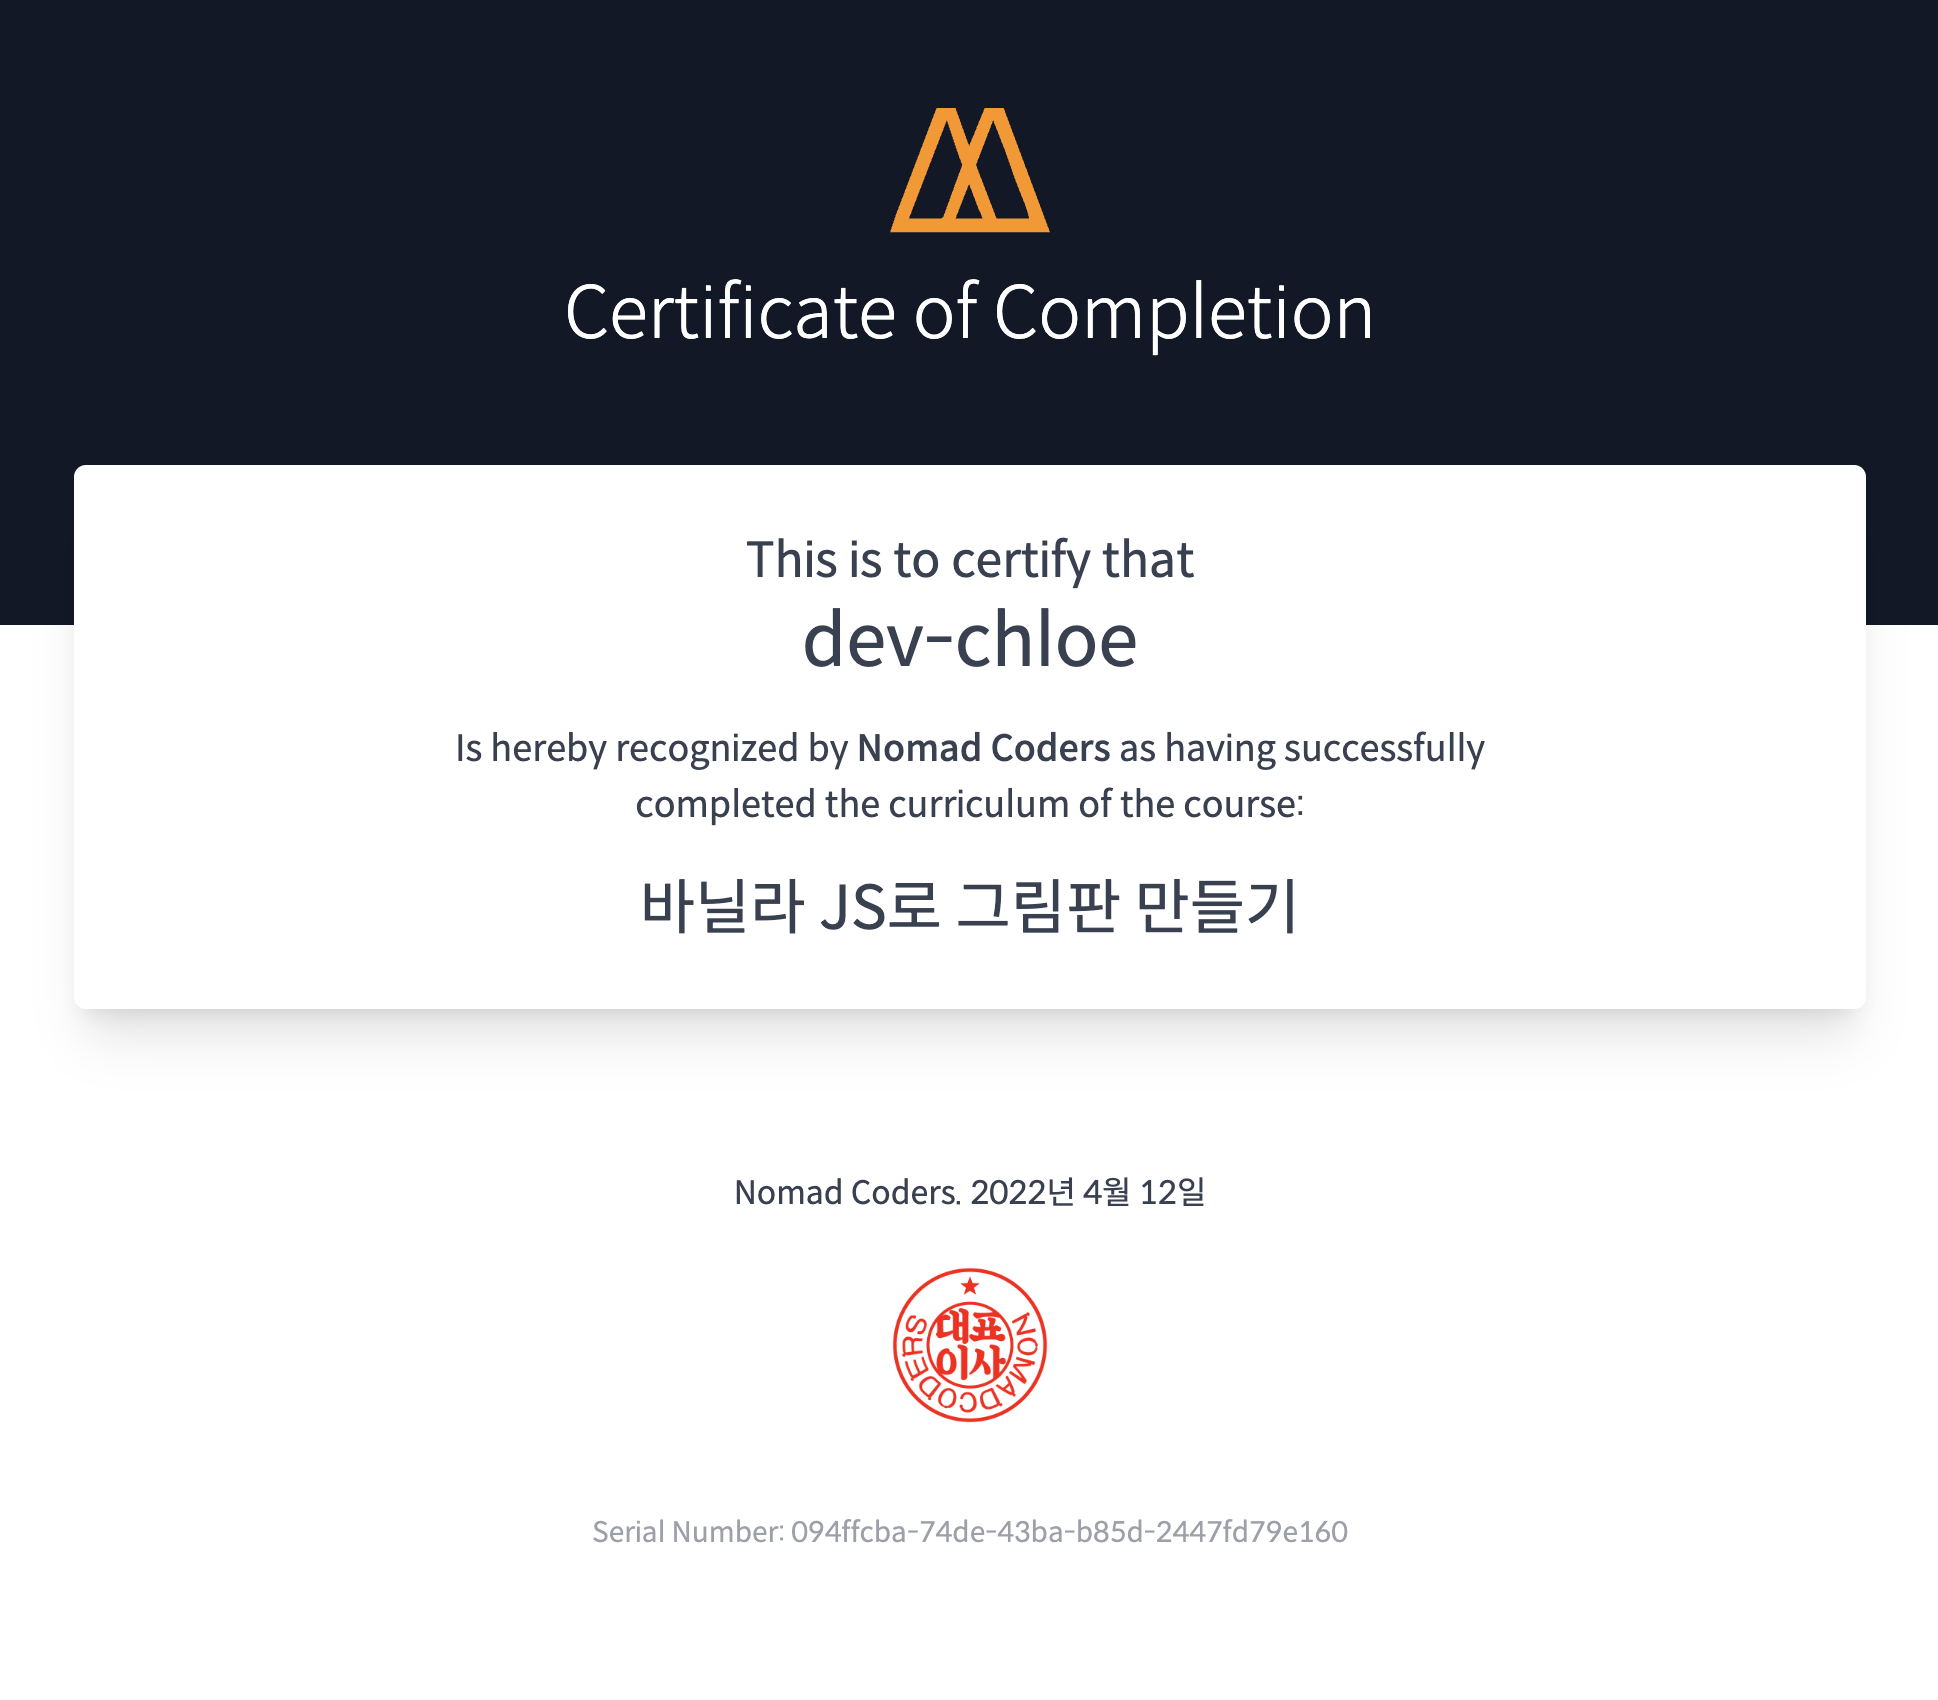 Certificate of Completion
This is to certify that
dev-chloe
Is hereby recognized by Nomad Coders as having successfully
completed the curriculum of the course:
바닐라 JS로 그림판 만들기
Nomad Coders. 2022년 4월 12일
NOMADCODERS
대표
이사
Serial Number: 094ffcba-74de-43ba-b85d-2447fd79e160